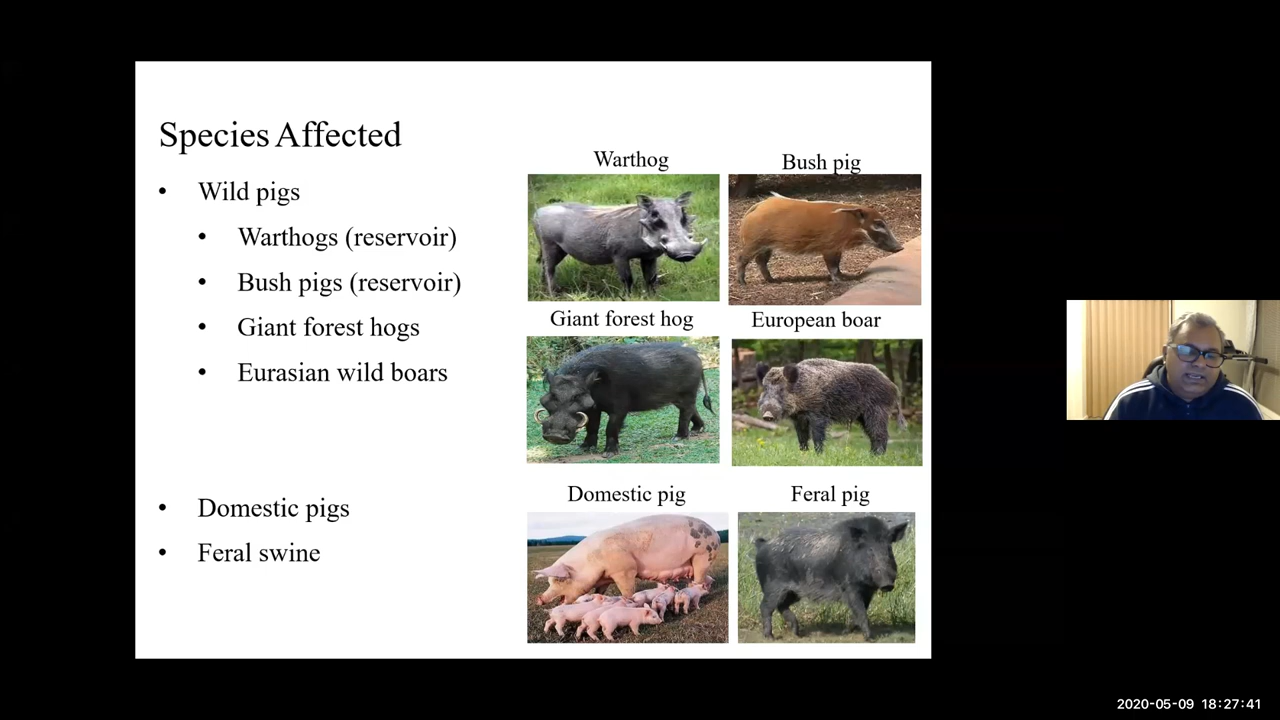 Species Affected
• Wild pigs
• Warthogs (reservoir)
• Bush pigs (reservoir)
• Giant forest hogs
• Eurasian wild boars
• Domestic pigs
• Feral swine
Warthog
Bush pig
Giant forest hog
European boar
Domestic pig
Feral pig
2020-05-09 18:27:41